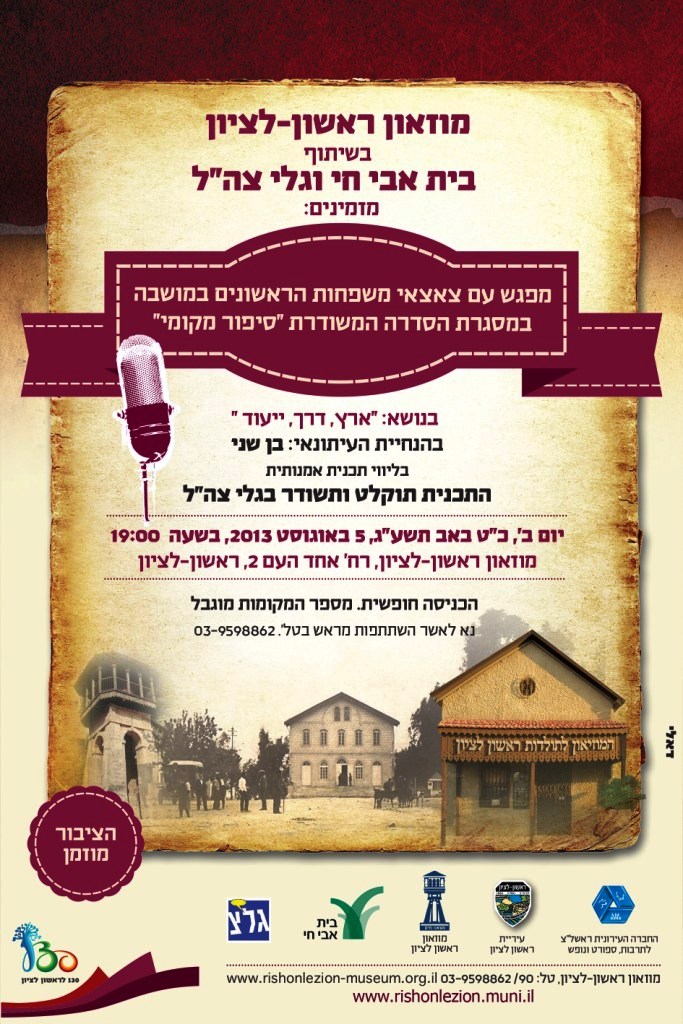 מוזאון ראשון-לציון
בשיתוף
בית אבי חי וגלי צה"ל
מזמינים:
מפגש עם צאצאי משפחות הראשונים במושבה
במסגרת הסדרה המשודרת "סיפור מקומי"
בנושא: "ארץ, דרך, ייעוד "
בהנחיית העיתונאי: בן שני
בליווי תכנית אמנותית
התכנית תוקלט ותשודר בגלי צה"ל
יום ב', כ"ט באב תשע"ג, 5 באוגוסט 2013, בשעה 19:00
מוזאון ראשון-לציון, רח' אחד העם 2, ראשון-לציון
הכניסה חופשית. מספר המקומות מוגבל
נא לאשר השתתפות מראש בטל'. 03-9598862
המוזיאון לתולדות ראשון לציון
דאלי
הציבור
מוזמן
גלצ
בית
אבי חי
מוזאון
ראשון לציון
ראשון-לציון
עיריית
ראשון לציון
החברה העירונית ראשל"צ
לתרבות, ספורט ונופש
130
130 לראשון לציון
מוזאון ראשון-לציון, טל: 90/ 03-9598862 www.rishonlezion-museum.org.il
www.rishonlezion.muni.il